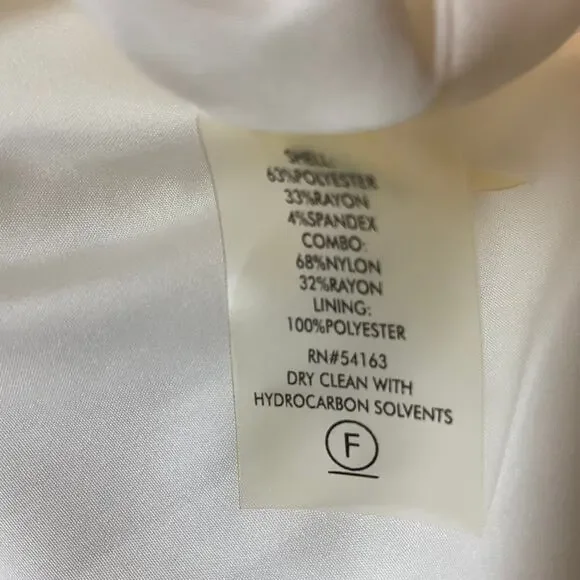 SHELL:
63%POLYESTER
33%RAYON
4%SPANDEX
COMBO:
68%NYLON
32%RAYON
LINING:
100%POLYESTER
RN#54163
DRY CLEAN WITH
HYDROCARBON SOLVENTS
F